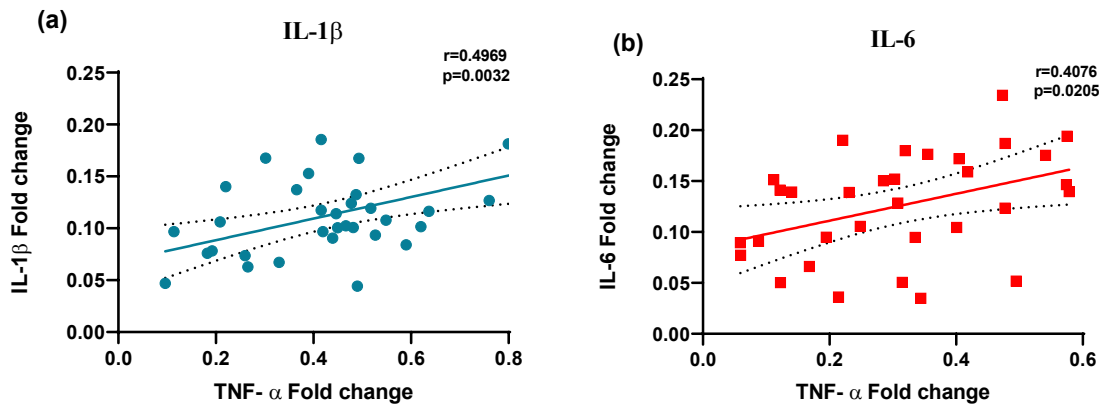 (a)
IL-1β
r=0.4969
p=0.0032
0.25
0.20
0.15
0.10
0.05
0.00
IL-1β Fold change
0.0
0.2
0.4
0.6
0.8
TNF- α Fold change
(b)
IL-6
r=0.4076
p=0.0205
0.25
0.20
0.15
0.10
0.05
0.00
IL-6 Fold change
0.0
0.2
0.4
0.6
TNF- α Fold change